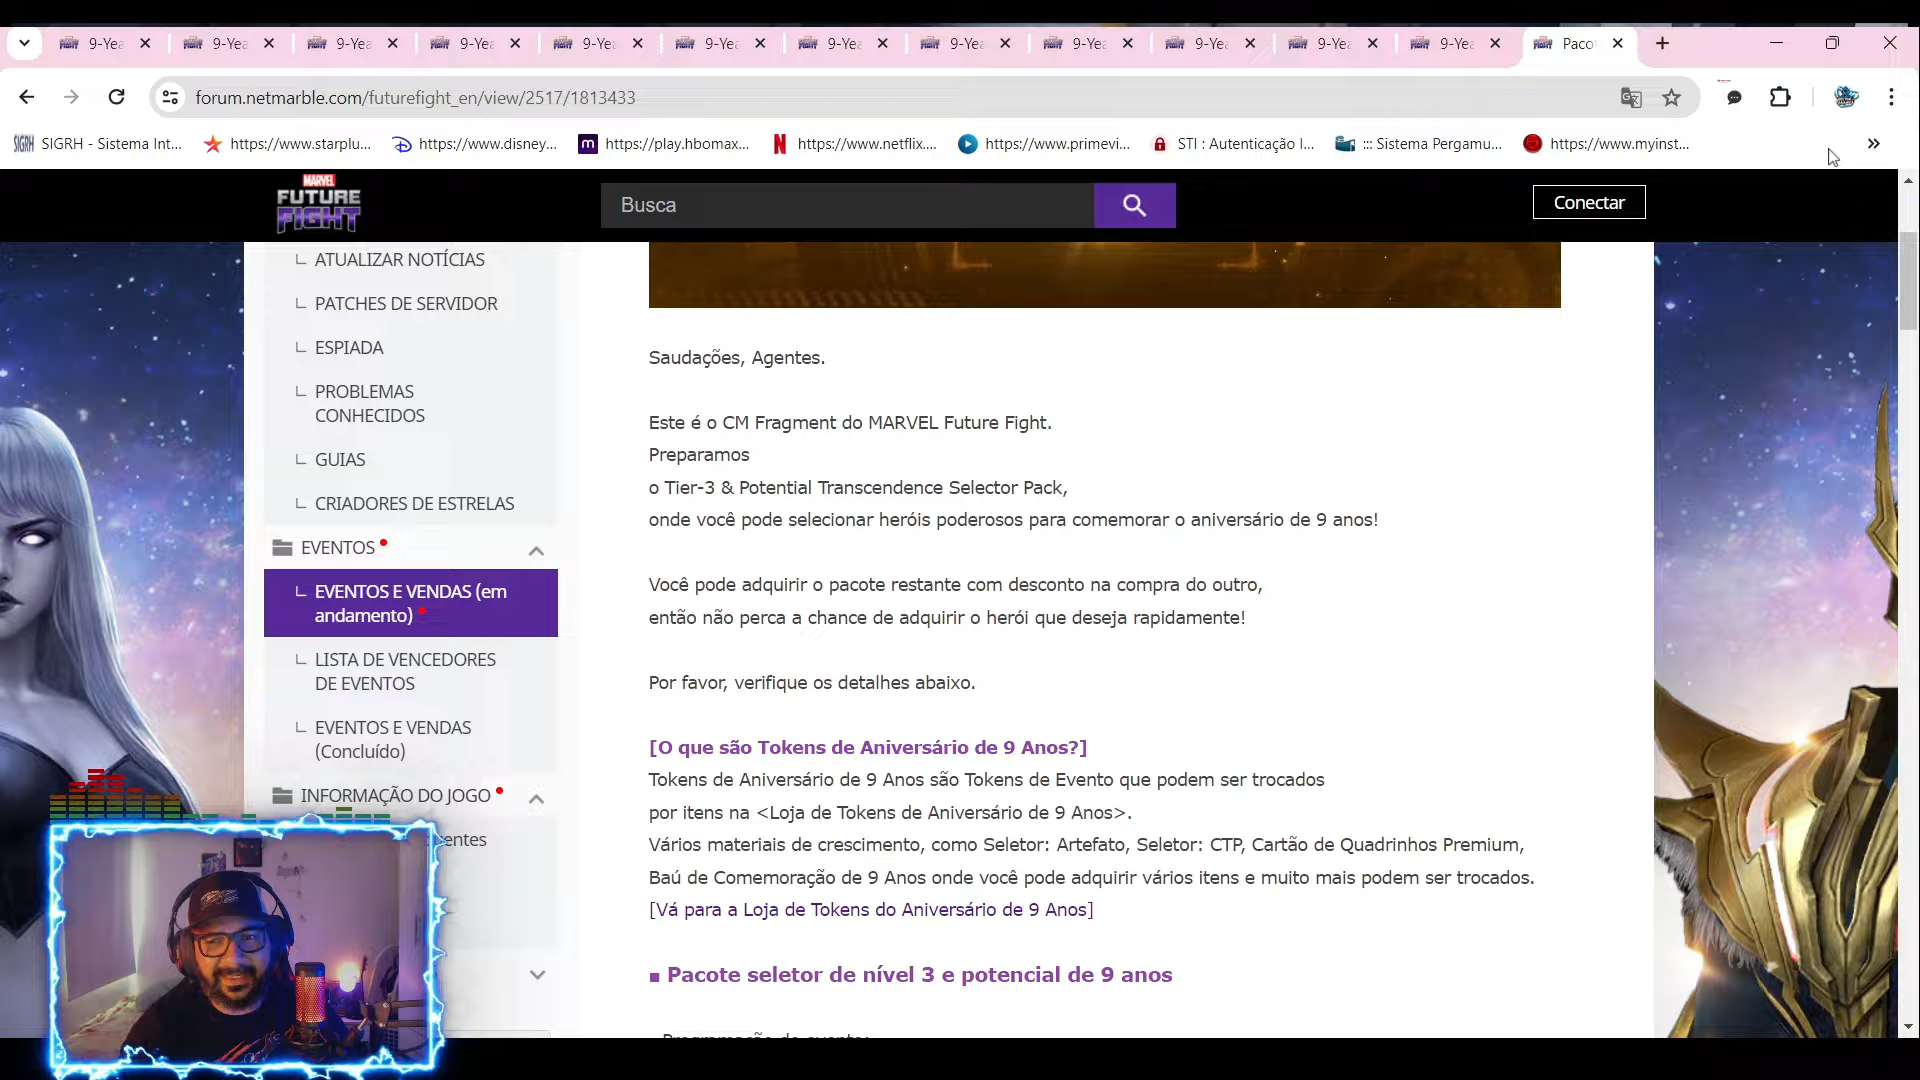 9-Yea
9-Yea
9-Yea
9-Yea
9-Yea
9-Yea
9-Yea
9-Yea
9-Yea
9-Yea
9-Yea
9-Yea
Paco
forum.netmarble.com/futurefight_en/view/2517/1813433
SIGRH - Sistema Int...
https://www.starplu...
https://www.disney...
https://play.hbomax...
https://www.netflix....
https://www.primevi...
STI : Autenticação I...
::: Sistema Pergamu...
https://www.myinst...
MARVEL
FUTURE
FIGHT
Busca
Conectar
ATUALIZAR NOTÍCIAS
PATCHES DE SERVIDOR
ESPIADA
PROBLEMAS
CONHECIDOS
GUIAS
CRIADORES DE ESTRELAS
EVENTOS
EVENTOS E VENDAS (em
andamento)
LISTA DE VENCEDORES
DE EVENTOS
EVENTOS E VENDAS
(Concluído)
INFORMAÇÃO DO JOGO
entes
Saudações, Agentes.
Este é o CM Fragment do MARVEL Future Fight.
Preparamos
o Tier-3 & Potential Transcendence Selector Pack,
onde você pode selecionar heróis poderosos para comemorar o aniversário de 9 anos!
Você pode adquirir o pacote restante com desconto na compra do outro,
então não perca a chance de adquirir o herói que deseja rapidamente!
Por favor, verifique os detalhes abaixo.
[O que são Tokens de Aniversário de 9 Anos?]
Tokens de Aniversário de 9 Anos são Tokens de Evento que podem ser trocados
por itens na <Loja de Tokens de Aniversário de 9 Anos>.
Vários materiais de crescimento, como Seletor: Artefato, Seletor: CTP, Cartão de Quadrinhos Premium,
Baú de Comemoração de 9 Anos onde você pode adquirir vários itens e muito mais podem ser trocados.
[Vá para a Loja de Tokens do Aniversário de 9 Anos]
■ Pacote seletor de nível 3 e potencial de 9 anos